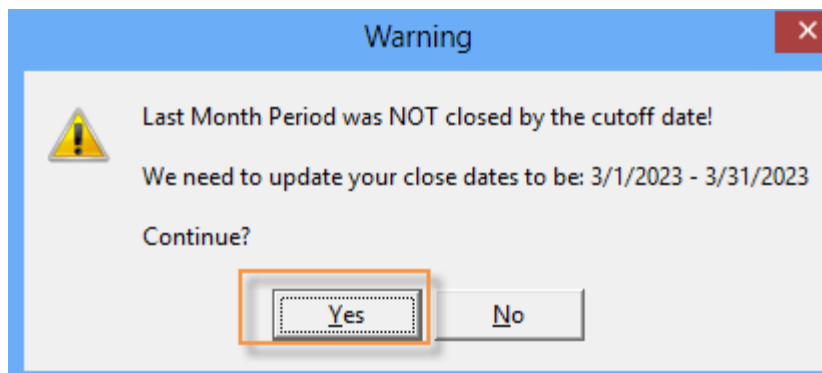 Warning
Last Month Period was NOT closed by the cutoff date!
We need to update your close dates to be: 3/1/2023 - 3/31/2023
Continue?
Yes No